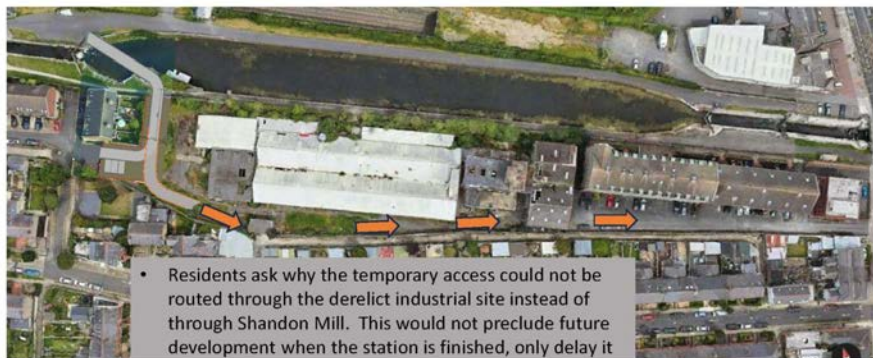 • Residents ask why the temporary access could not be
routed through the derelict industrial site instead of
through Shandon Mill. This would not preclude future
development when the station is finished, only delay it